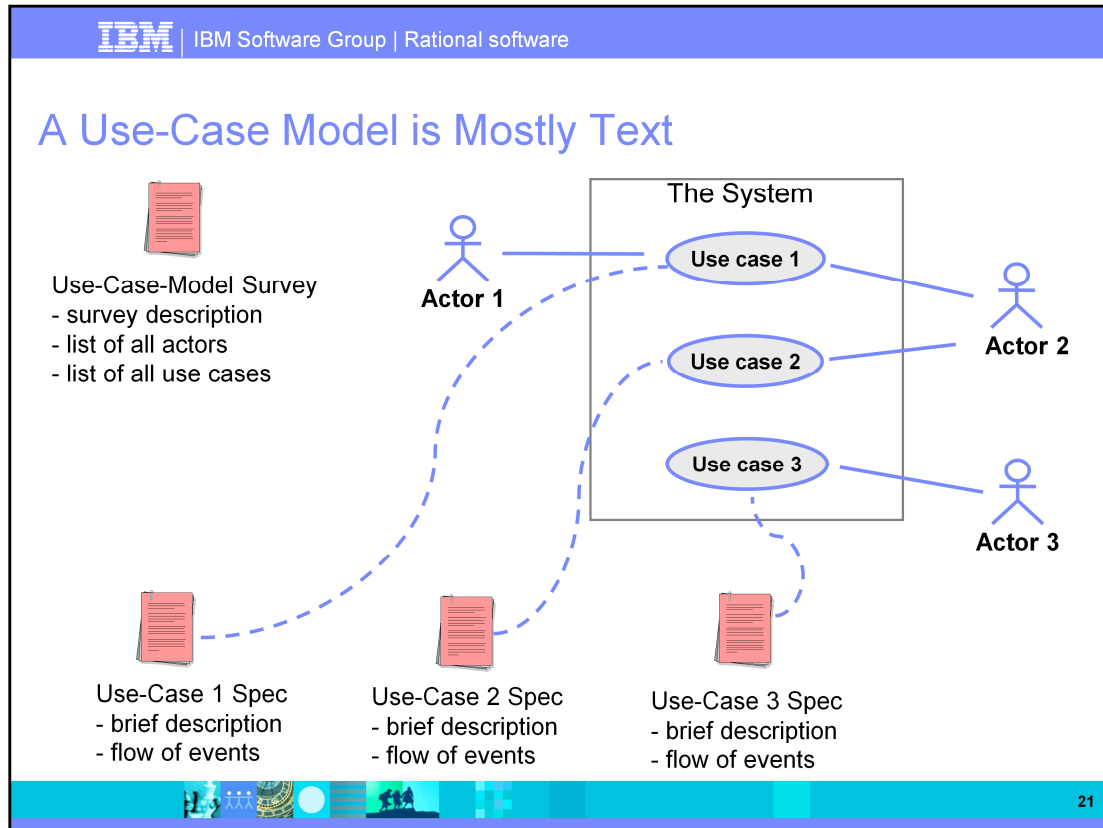 IBM | IBM Software Group | Rational software
A Use-Case Model is Mostly Text
Use-Case-Model Survey
- survey description
- list of all actors
- list of all use cases
The System
Actor 1
Use case 1
Use case 2
Use case 3
Actor 2
Actor 3
Use-Case 1 Spec
- brief description
- flow of events
Use-Case 2 Spec
- brief description
- flow of events
Use-Case 3 Spec
- brief description
- flow of events
21